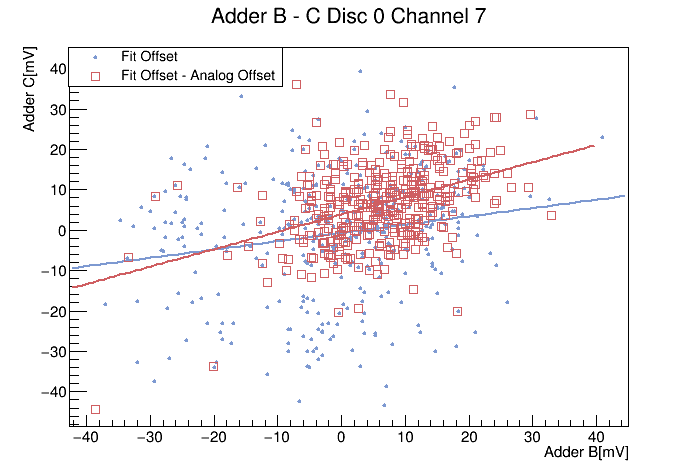 Adder B - C Disc 0 Channel 7
Adder C[mV]
Fit Offset
Fit Offset - Analog Offset
40
30
20
10
0
−10
−20
−30
−40
−40 −30 −20 −10 0 10 20 30 40
Adder B[mV]